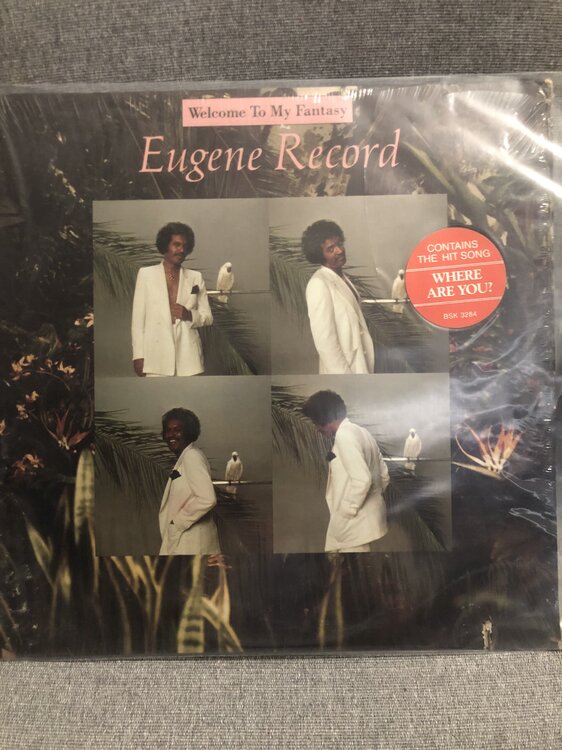 Welcome To My Fantasy
Eugene Record
CONTAINS
THE HIT SONG
WHERE
ARE YOU?
BSK 3284